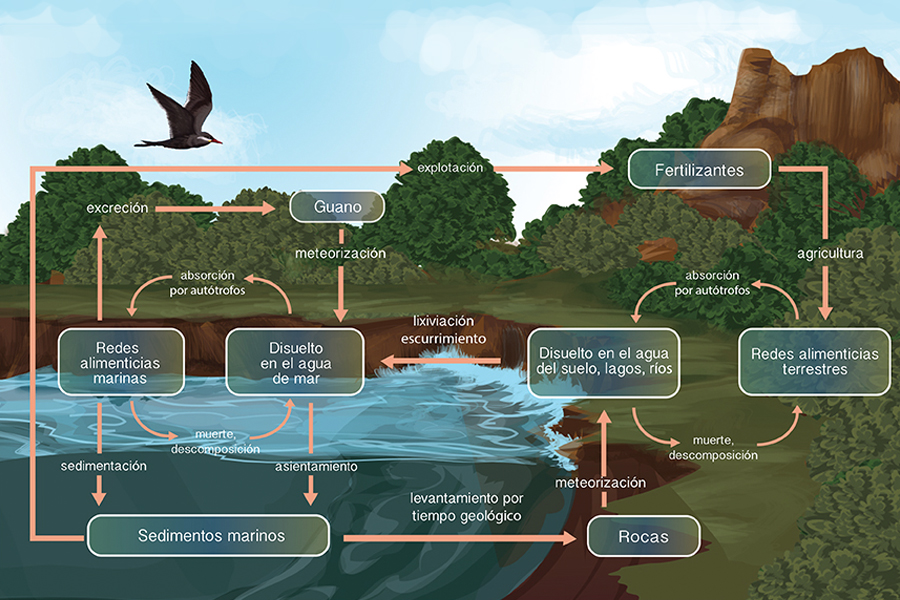 explotación
Fertilizantes
excreción
Guano
meteorización
agricultura
absorción
por autótrofos
absorción
por autótrofos
lixiviación
escurrimiento
Redes
alimenticias
marinas
Disuelto
en el agua
de mar
Disuelto en el agua
del suelo, lagos, ríos
Redes alimenticias
terrestres
muerte,
descomposición
muerte,
descomposición
sedimentación
asientamiento
meteorización
levantamiento por
tiempo geológico
Sedimentos marinos
Rocas